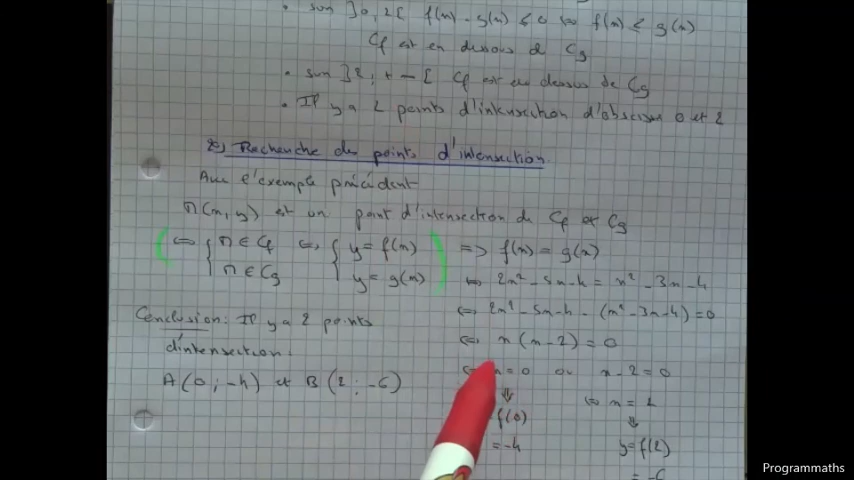 • sur ]0, 2[ f(x) - g(x) ≤ 0 ⇔ f(x) ≤ g(x)
Cf est en dessous de Cg
• sur ]2, + ∞[ Cf est au dessus de Cg
• Il y a 2 points d'intersection d'abscisses 0 et 2
2°) Recherche des points d'intersection
Avec l'exemple précédent
M(x, y) est un point d'intersection de Cf et Cg
⇔ { M ∈ Cf ⇔ { y = f(x) => f(x) = g(x)
M ∈ Cg y = g(x) ⇔ 2x² - 5x - 4 = x² - 3x - 4
⇔ 2x² - 5x - 4 - (x² - 3x - 4) = 0
⇔ x (x - 2) = 0
x = 0 ou x - 2 = 0
⇔ x = 2
⇓ ⇓
f(0) y = f(2)
= -4 = -6
Conclusion : Il y a 2 points
d'intersection.
A (0 ; -4) et B (2 ; -6)
Programmaths